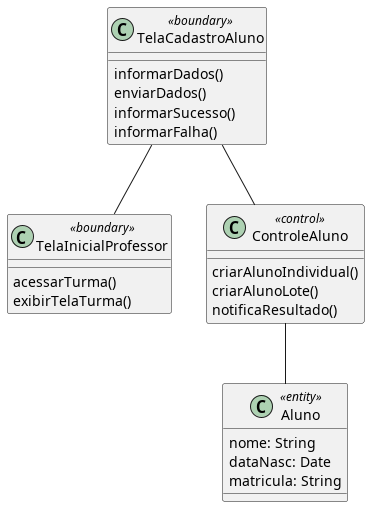 C
«boundary»
TelaCadastroAluno
informarDados()
enviarDados()
informarSucesso()
informarFalha()
C
«boundary»
TelaInicialProfessor
acessarTurma()
exibirTelaTurma()
C
«control»
ControleAluno
criarAlunoIndividual()
criarAlunoLote()
notificaResultado()
C
«entity»
Aluno
nome: String
dataNasc: Date
matricula: String